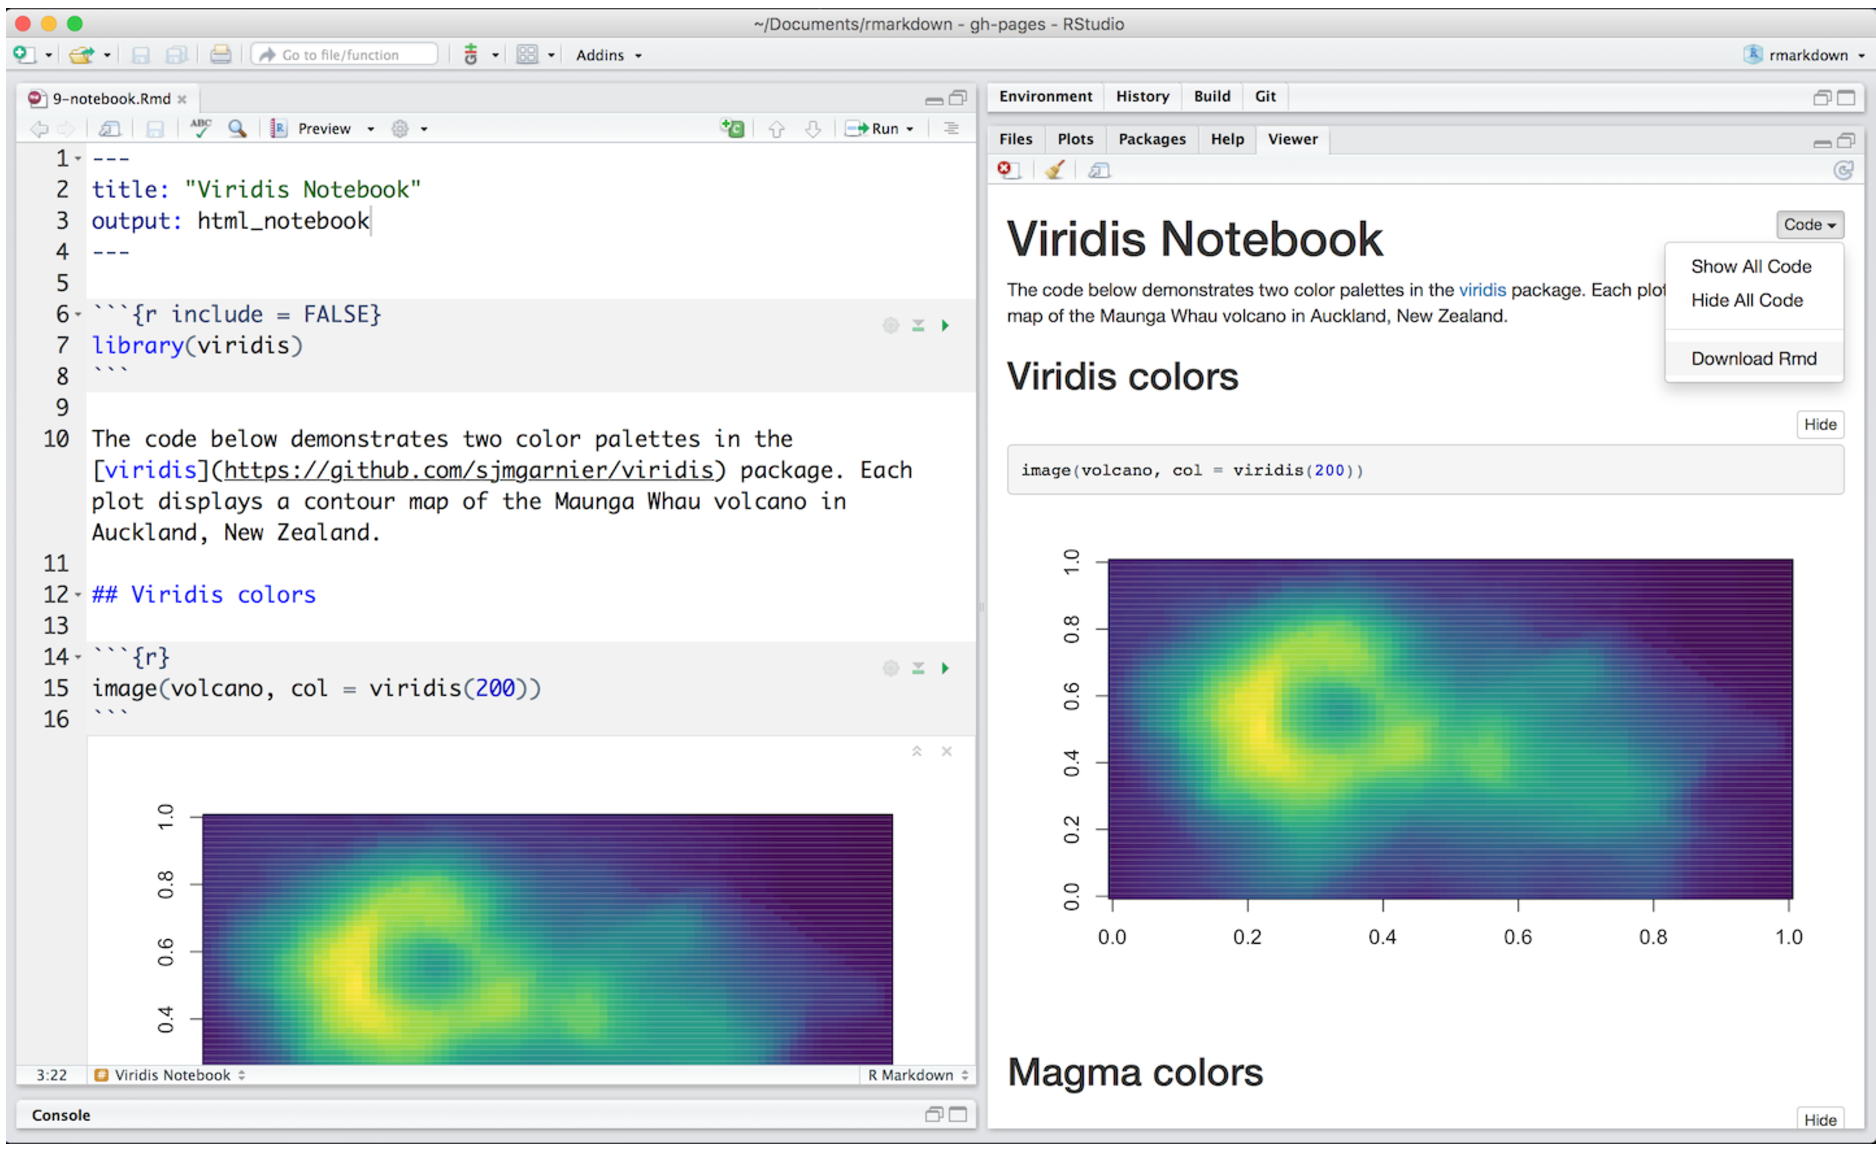 ~/Documents/rmarkdown - gh-pages - RStudio
Go to file/function
Addins
rmarkdown
9-notebook.Rmd
ABC
Preview
Run
1 ---
2 title: "Viridis Notebook"
3 output: html_notebook
4 ---
5
6 ```{r include = FALSE}
7 library(viridis)
8 ```
9
10 The code below demonstrates two color palettes in the
[viridis](https://github.com/sjmgarnier/viridis) package. Each
plot displays a contour map of the Maunga Whau volcano in
Auckland, New Zealand.
11
12 ## Viridis colors
13
14 ```{r}
15 image(volcano, col = viridis(200))
16 ```
1.0
0.8
0.6
0.4
3:22 Viridis Notebook R Markdown
Console
Environment History Build Git
Files Plots Packages Help Viewer
Viridis Notebook
Code
Show All Code
Hide All Code
Download Rmd
The code below demonstrates two color palettes in the viridis package. Each plot
map of the Maunga Whau volcano in Auckland, New Zealand.
Viridis colors
Hide
image(volcano, col = viridis(200))
1.0
0.8
0.6
0.4
0.2
0.0
0.0 0.2 0.4 0.6 0.8 1.0
Magma colors
Hide